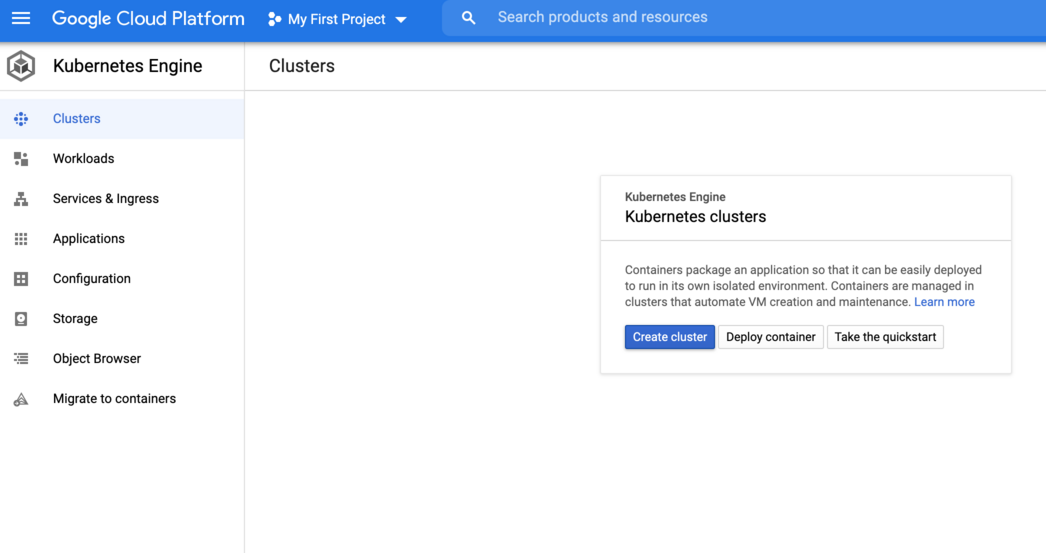 Google Cloud Platform
My First Project
Search products and resources
Kubernetes Engine
Clusters
Clusters
Workloads
Services & Ingress
Applications
Configuration
Storage
Object Browser
Migrate to containers
Kubernetes Engine
Kubernetes clusters
Containers package an application so that it can be easily deployed
to run in its own isolated environment. Containers are managed in
clusters that automate VM creation and maintenance. Learn more
Create cluster
Deploy container
Take the quickstart